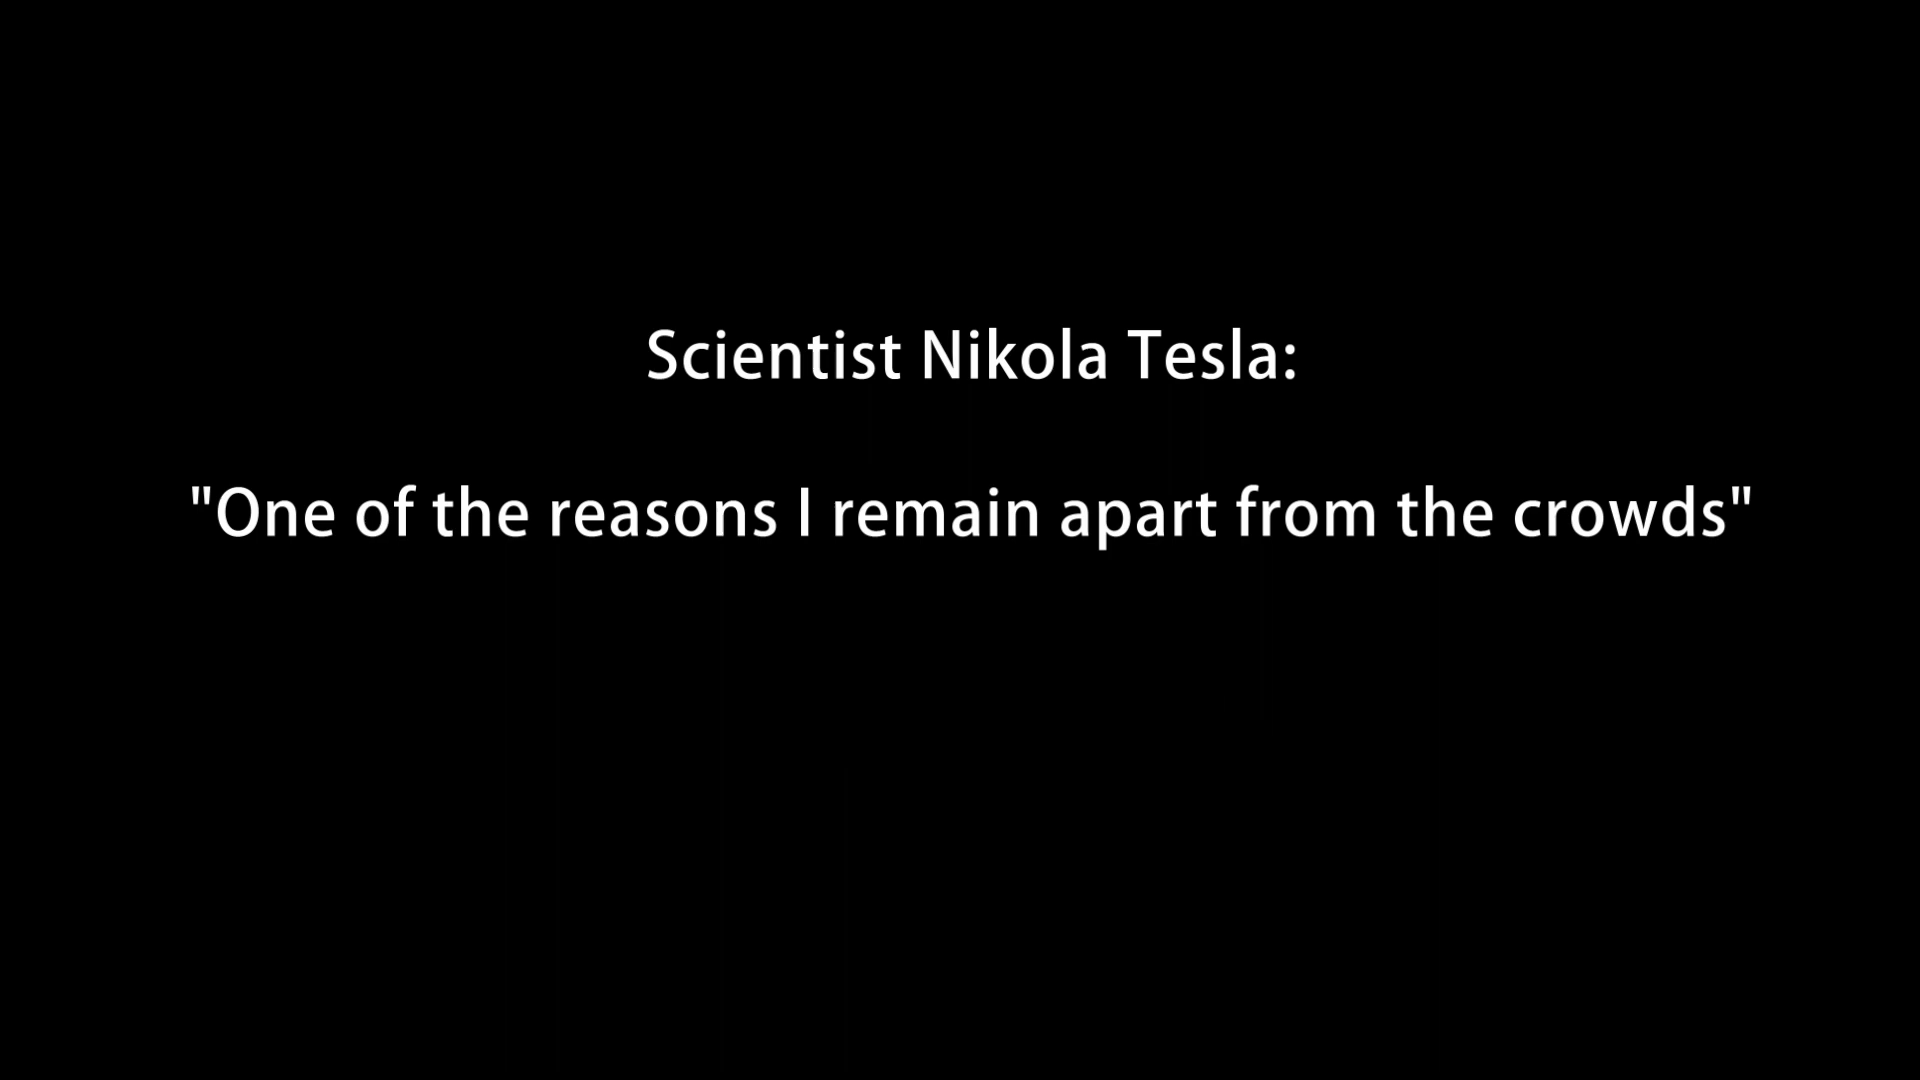 Scientist Nikola Tesla:
"One of the reasons I remain apart from the crowds"